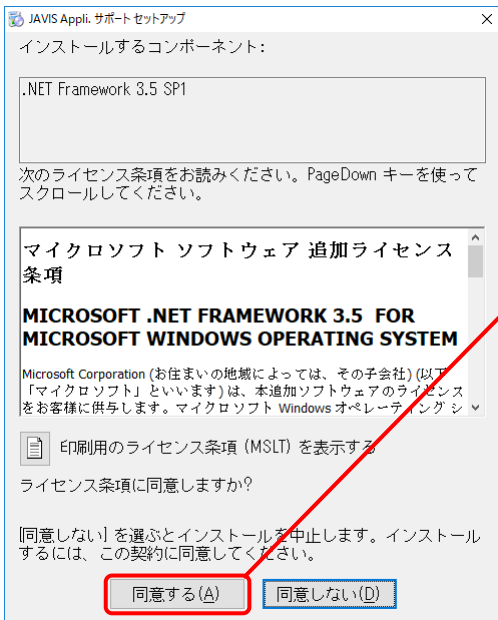 JAVIS Appli. サポート セットアップ
インストールするコンポーネント:
.NET Framework 3.5 SP1
次のライセンス条項をお読みください。PageDown キーを使って
スクロールしてください。
マイクロソフト ソフトウェア 追加ライセンス
条項
MICROSOFT .NET FRAMEWORK 3.5 FOR
MICROSOFT WINDOWS OPERATING SYSTEM
Microsoft Corporation (お住まいの地域によっては、その子会社) (以下
「マイクロソフト」といいます) は、本追加ソフトウェアのライセンス
をお客様に供与します。マイクロソフト Windows オペレーティング シ
印刷用のライセンス条項 (MSLT) を表示する
ライセンス条項に同意しますか?
[同意しない] を選ぶとインストールを中止します。インストール
するには、この契約に同意してください。
同意する(A)
同意しない(D)